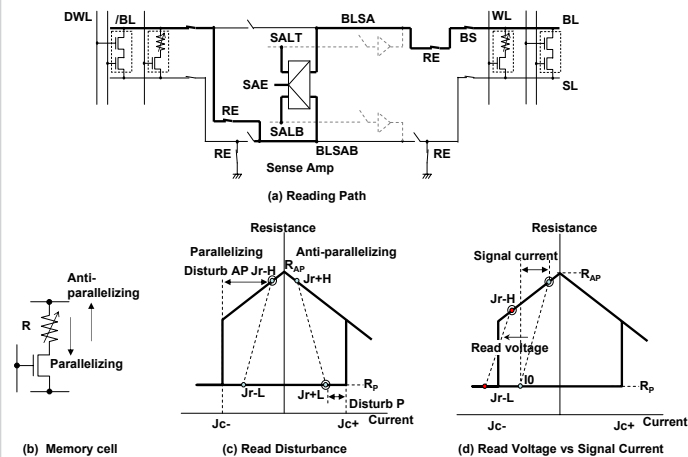 DWL /BL BLSA WL BL
SALT BS
RE
SAE SL
RE
SALB
RE BLSAB RE
Sense Amp
(a) Reading Path
Anti-
parallelizing
R
Parallelizing
(b) Memory cell
Resistance
Parallelizing Anti-parallelizing
Disturb AP Jr-H RAP Jr+H
Jr-L Jr+L RP
Disturb P
Jc- Jc+ Current
(c) Read Disturbance
Resistance
Signal current
RAP
Jr-H
Read voltage
I0 RP
Jr-L
Jc- Jc+ Current
(d) Read Voltage vs Signal Current